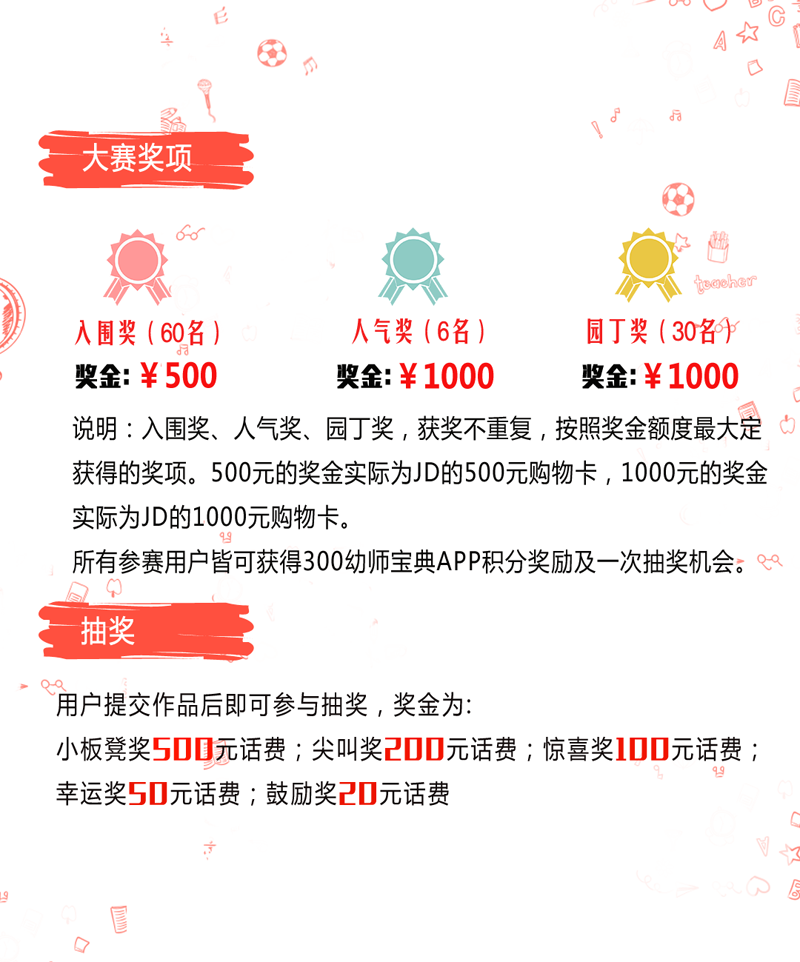 大赛奖项
teacher
入围奖（60名）
人气奖（6名）
园丁奖（30名）
奖金:￥500
奖金:￥1000
奖金:￥1000
说明：入围奖、人气奖、园丁奖，获奖不重复，按照奖金额度最大定
获得的奖项。500元的奖金实际为JD的500元购物卡，1000元的奖金
实际为JD的1000元购物卡。
所有参赛用户皆可获得300幼师宝典APP积分奖励及一次抽奖机会。
抽奖
用户提交作品后即可参与抽奖，奖金为:
小板凳奖500元话费；尖叫奖200元话费；惊喜奖100元话费；
幸运奖50元话费；鼓励奖20元话费